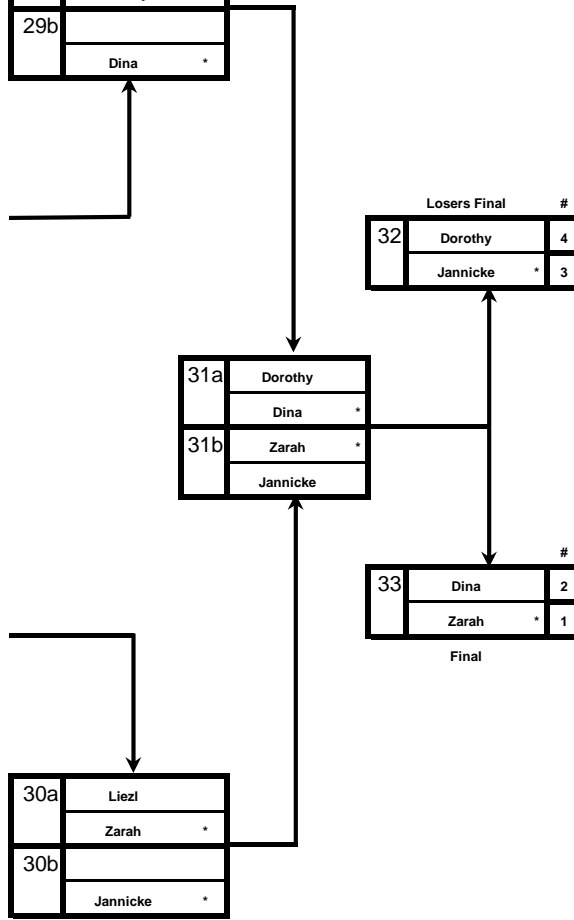 29b
Dina *
Losers Final #
32 Dorothy 4
Jannicke * 3
31a Dorothy
Dina *
31b Zarah *
Jannicke
#
33 Dina 2
Zarah * 1
Final
30a Liezl
Zarah *
30b
Jannicke *